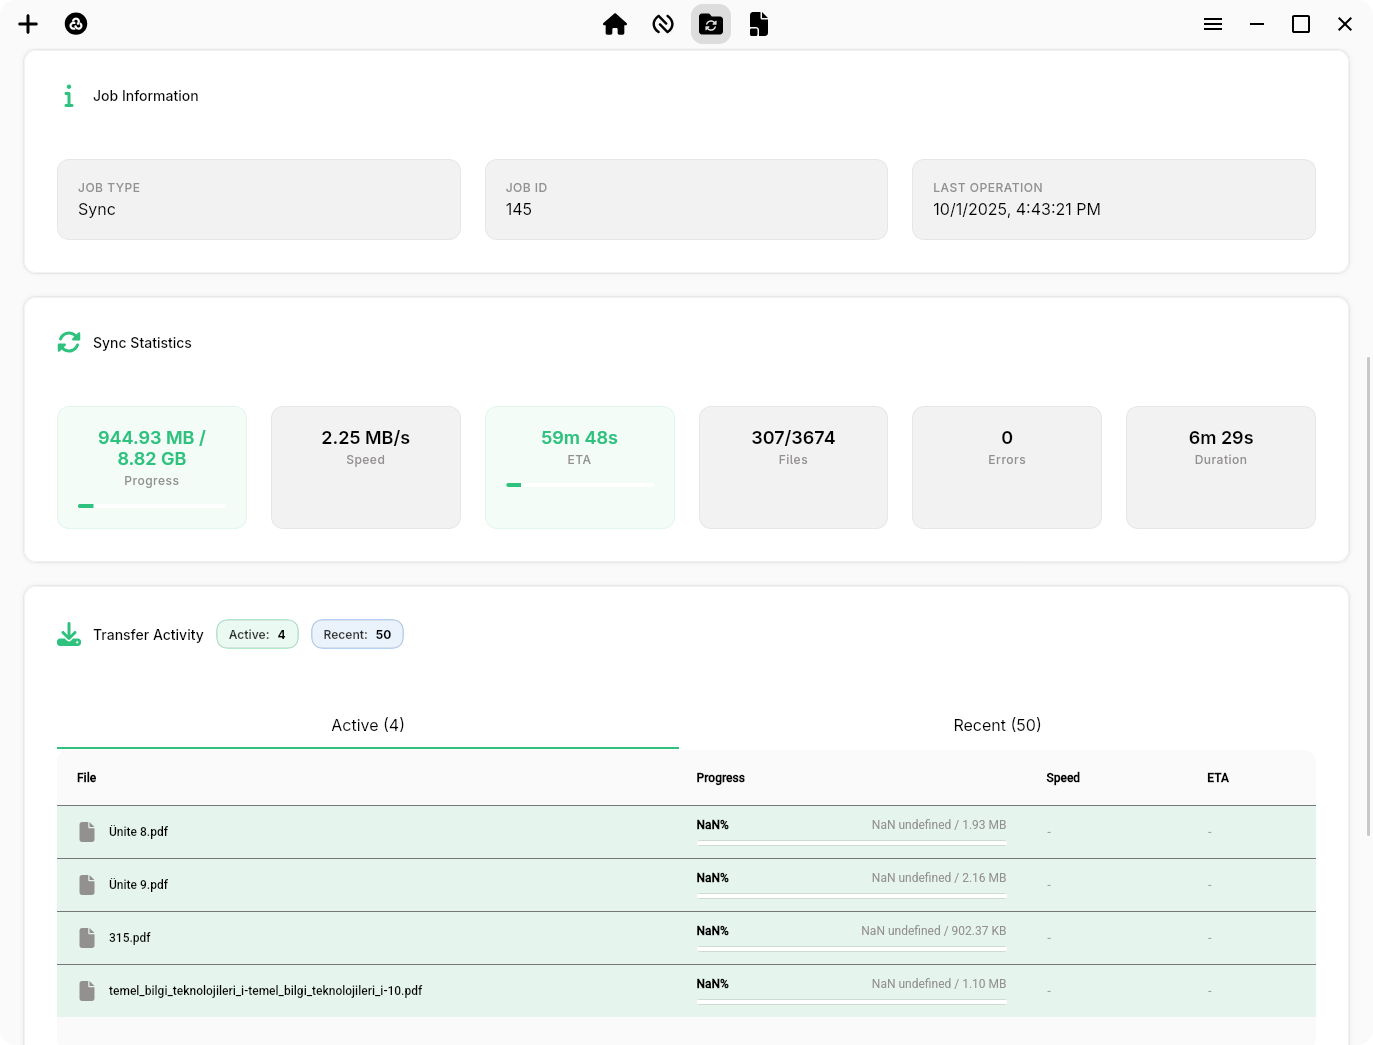 Job Information
JOB TYPE
Sync
JOB ID
145
LAST OPERATION
10/1/2025, 4:43:21 PM
Sync Statistics
944.93 MB /
8.82 GB
Progress
2.25 MB/s
Speed
59m 48s
ETA
307/3674
Files
0
Errors
6m 29s
Duration
Transfer Activity
Active: 4
Recent: 50
Active (4)
Recent (50)
File Progress Speed ETA
Ünite 8.pdf NaN% NaN undefined / 1.93 MB - -
Ünite 9.pdf NaN% NaN undefined / 2.16 MB - -
315.pdf NaN% NaN undefined / 902.37 KB - -
temel_bilgi_teknolojileri_i-temel_bilgi_teknolojileri_i-10.pdf NaN% NaN undefined / 1.10 MB - -